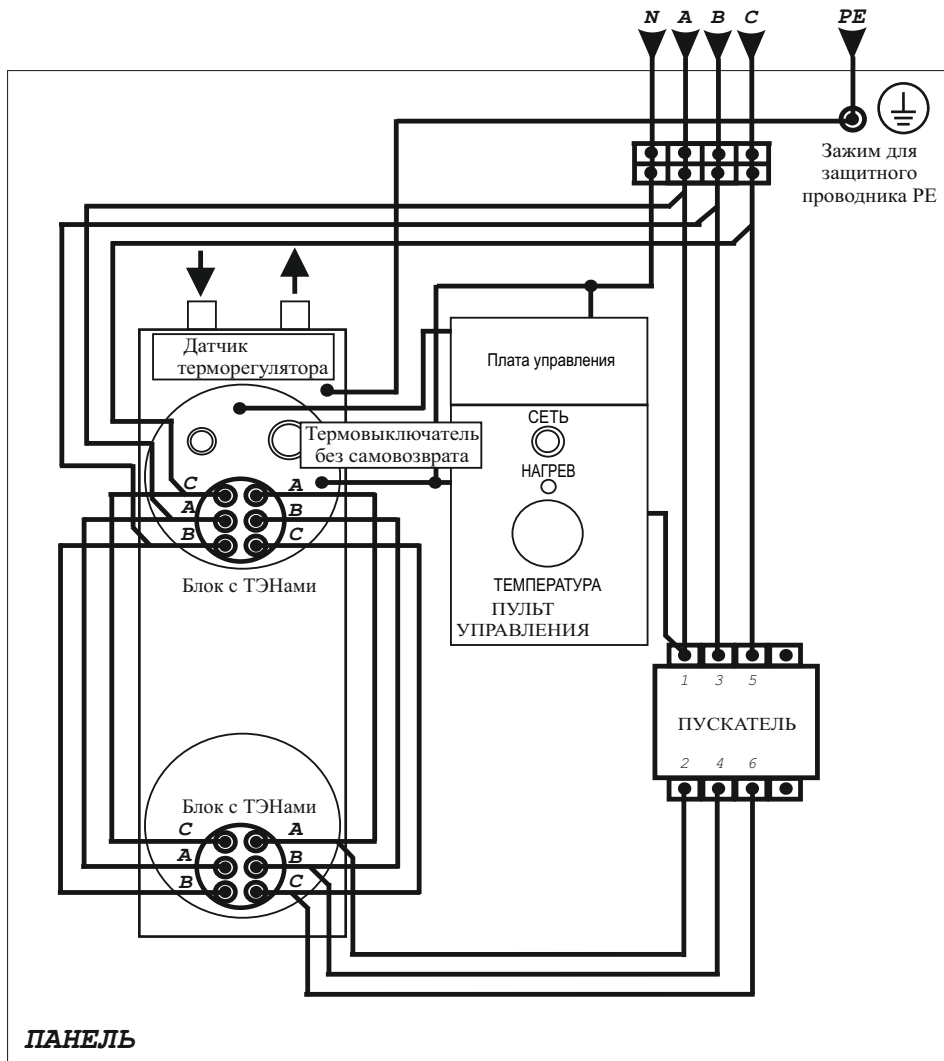 N A B C PE
Зажим для
защитного
проводника PE
Датчик
терморегулятора
Плата управления
СЕТЬ
Термовыключатель
без самовозврата
НАГРЕВ
C A
A B
B C
Блок с ТЭНами
ТЕМПЕРАТУРА
ПУЛЬТ
УПРАВЛЕНИЯ
1 3 5
ПУСКАТЕЛЬ
2 4 6
Блок с ТЭНами
C A
A B
B C
ПАНЕЛЬ